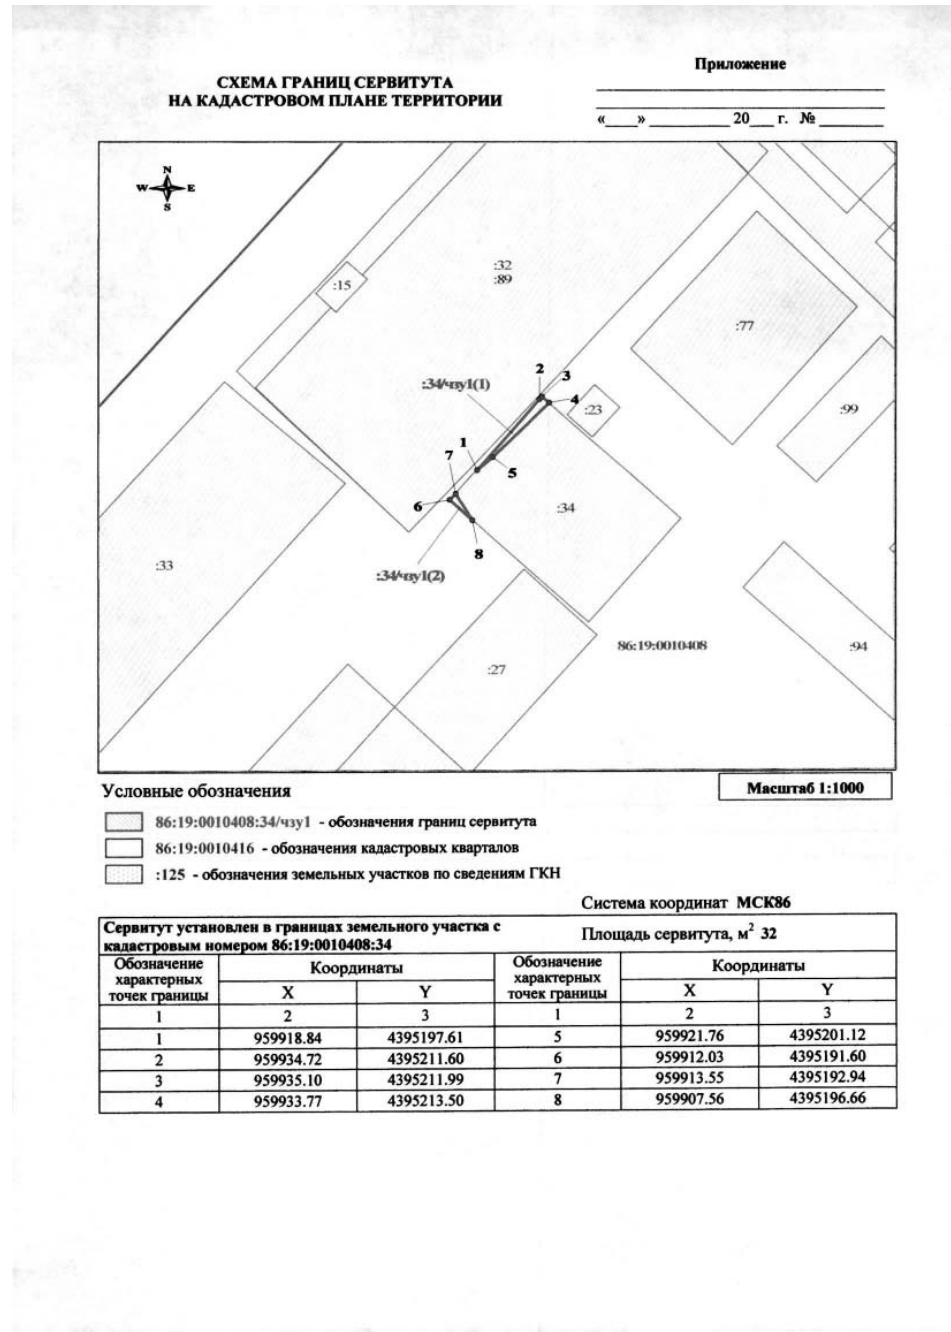 Приложение
СХЕМА ГРАНИЦ СЕРВИТУТА
НА КАДАСТРОВОМ ПЛАНЕ ТЕРРИТОРИИ
«____» __________ 20___ г. № ________
N
W E
S
:32
:89
:15
:77
:34/чзу1(1)
2
3
4
:23
:99
1
7
5
6
:34
8
:33
:34/чзу1(2)
86:19:0010408
:94
:27
Условные обозначения
Масштаб 1:1000
86:19:0010408:34/чзу1 - обозначения границ сервитута
86:19:0010416 - обозначения кадастровых кварталов
:125 - обозначения земельных участков по сведениям ГКН
Система координат МСК86
Сервитут установлен в границах земельного участка с
кадастровым номером 86:19:0010408:34
Площадь сервитута, м² 32
Обозначение
характерных
точек границы
Координаты
X Y
Обозначение
характерных
точек границы
Координаты
X Y
1 2 3 1 2 3
1 959918.84 4395197.61 5 959921.76 4395201.12
2 959934.72 4395211.60 6 959912.03 4395191.60
3 959935.10 4395211.99 7 959913.55 4395192.94
4 959933.77 4395213.50 8 959907.56 4395196.66